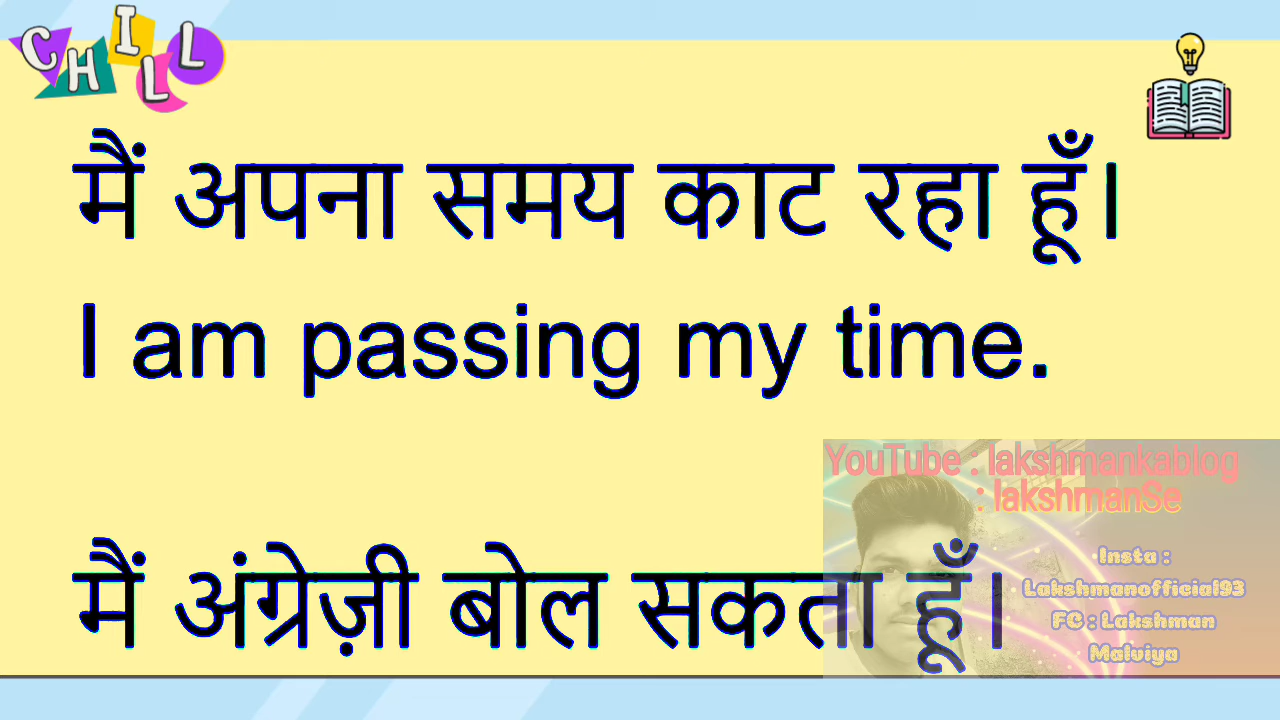 CHILL
मैं अपना समय काट रहा हूँ।
I am passing my time.
YouTube : lakshmankablog
: lakshmanSe
मैं अंग्रेज़ी बोल सकता हूँ।
Insta :
Lakshmanofficial93
FC : Lakshman
Malviya